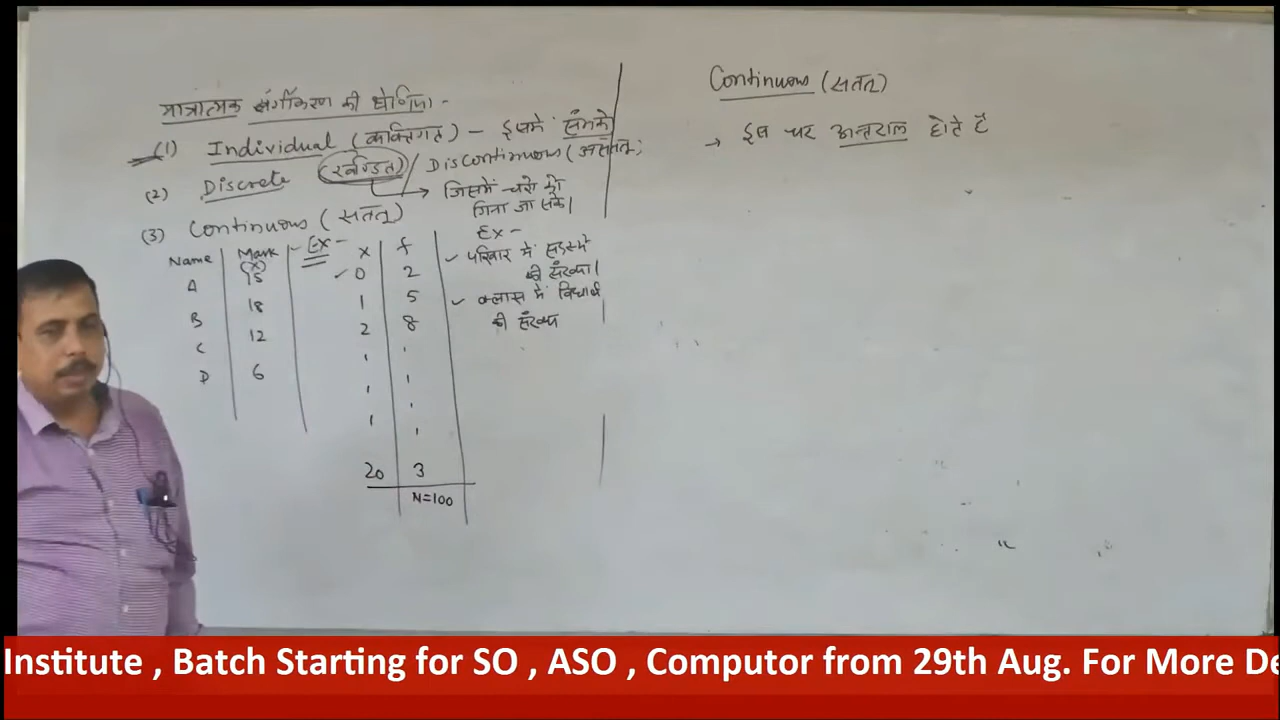 मात्रात्मक वर्गीकरण की श्रेणियां -
(1) Individual (व्यक्तिगत) - इसमें समंको
(2) Discrete (खण्डित) / Discontinuous (असतत्)
→ जिसमें चरों को
गिना जा सके|
(3) Continuous (सतत्)
Ex -
✓ परिवार में सदस्यों
की संख्या|
✓ क्लास में विद्यार्थी
की संख्या
Name Mark (x)
A 15
B 18
C 12
D 6
Ex -
x f
✓ 0 2
1 5
2 8
20 3
N=100
Continuous (सतत्)
→ इस चर अन्तराल होते हैं
Institute , Batch Starting for SO , ASO , Computor from 29th Aug. For More De